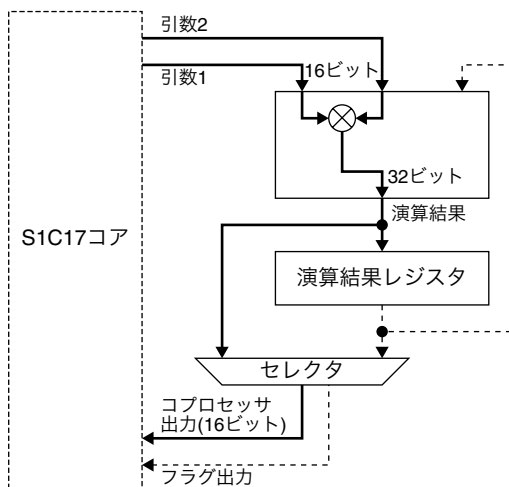 引数2
引数1
16ビット
32ビット
演算結果
S1C17コア
演算結果レジスタ
セレクタ
コプロセッサ
出力(16ビット)
フラグ出力